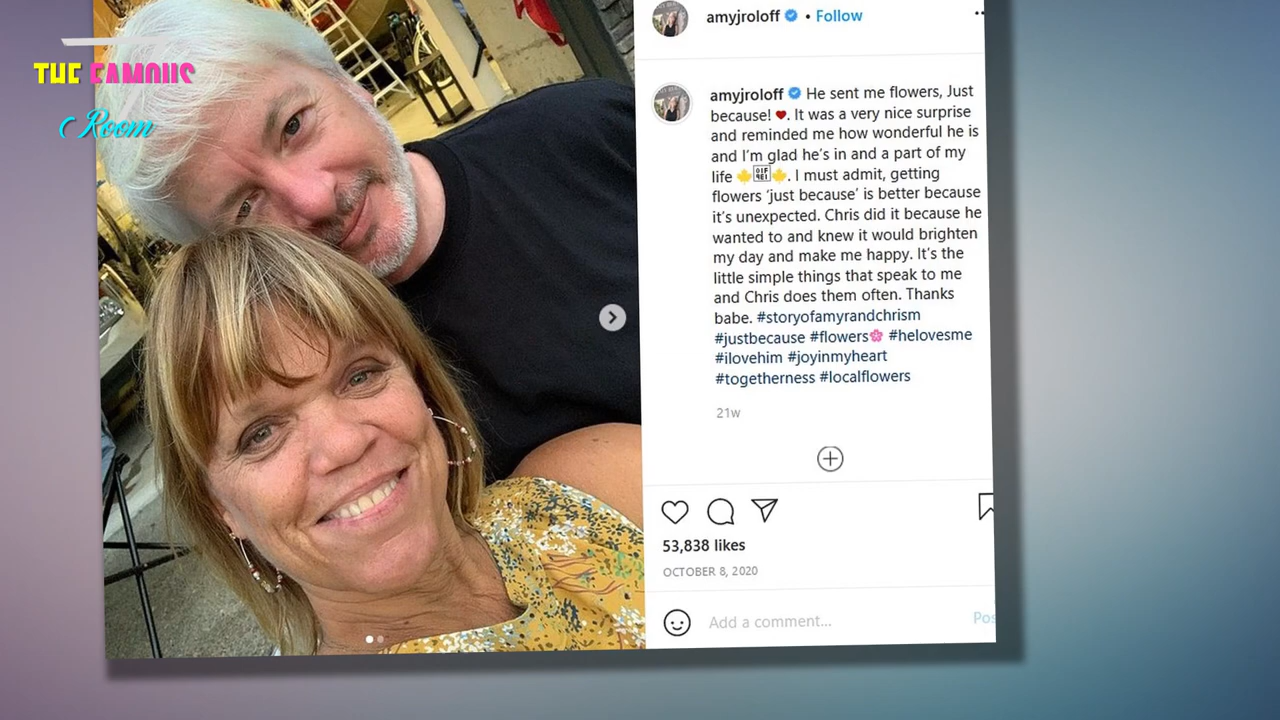 THE FAMOUS
Room
amyjroloff • Follow
amyjroloff He sent me flowers, Just
because! ❤️. It was a very nice surprise
and reminded me how wonderful he is
and I'm glad he's in and a part of my
life 🍁🍁. I must admit, getting
flowers 'just because' is better because
it's unexpected. Chris did it because he
wanted to and knew it would brighten
my day and make me happy. It's the
little simple things that speak to me
and Chris does them often. Thanks
babe. #storyofamyrandchrism
#justbecause #flowers🌸 #helovesme
#ilovehim #joyinmyheart
#togetherness #localflowers
21w
53,838 likes
OCTOBER 8, 2020
Add a comment... Pos